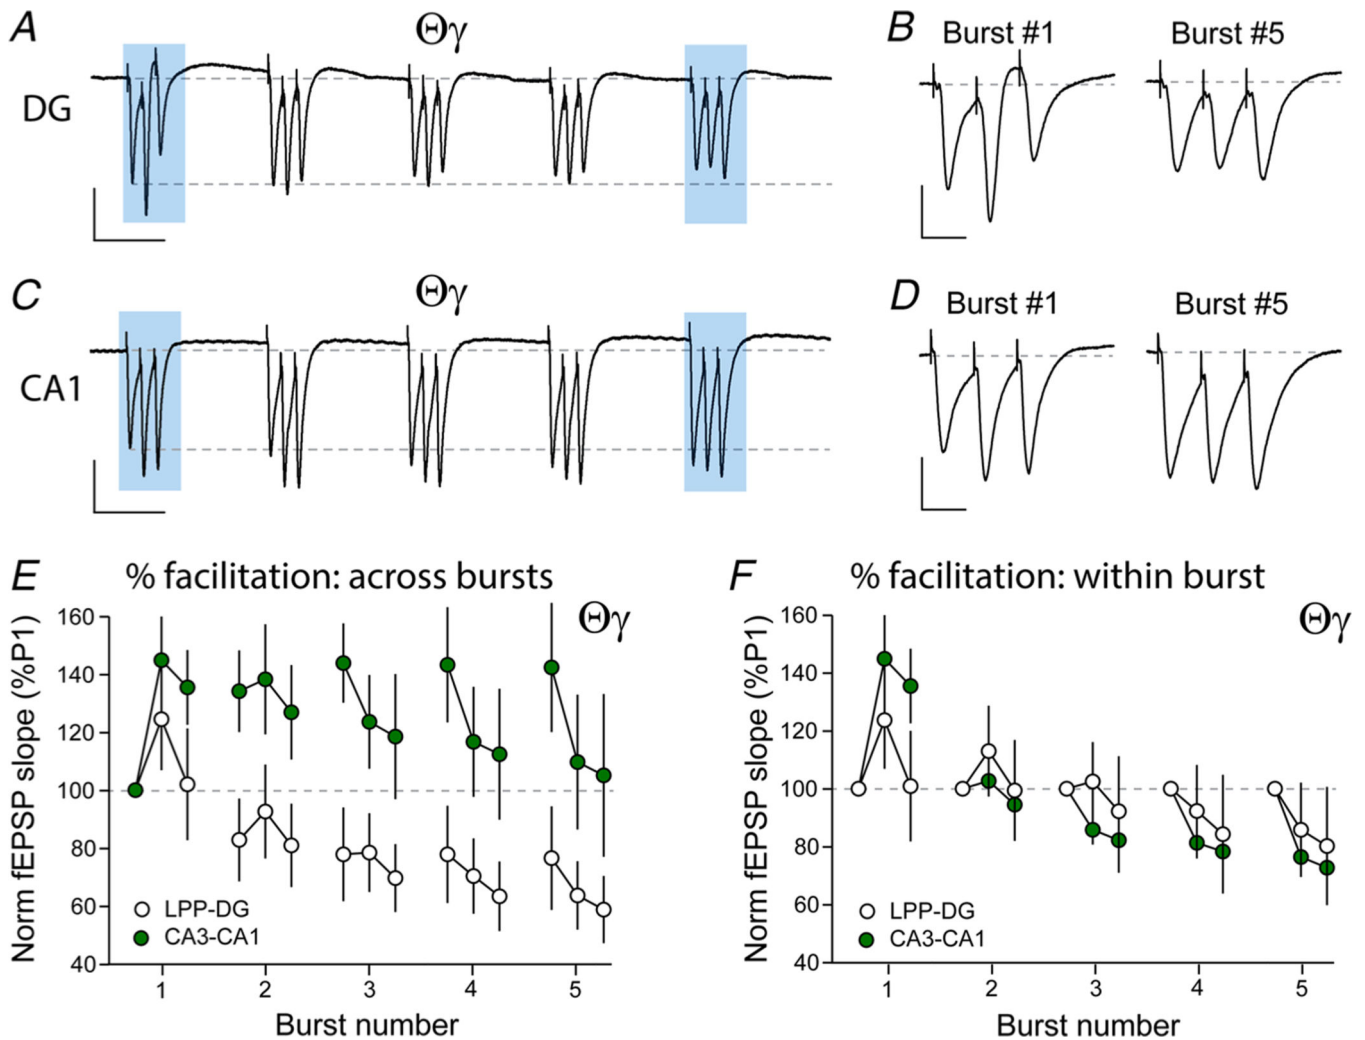 A
Θγ
DG
B
Burst #1
Burst #5
C
Θγ
CA1
D
Burst #1
Burst #5
E
% facilitation: across bursts
Θγ
Norm fEPSP slope (%P1)
160
140
120
100
80
60
40
LPP-DG
CA3-CA1
1 2 3 4 5
Burst number
F
% facilitation: within burst
Θγ
Norm fEPSP slope (%P1)
160
140
120
100
80
60
40
LPP-DG
CA3-CA1
1 2 3 4 5
Burst number